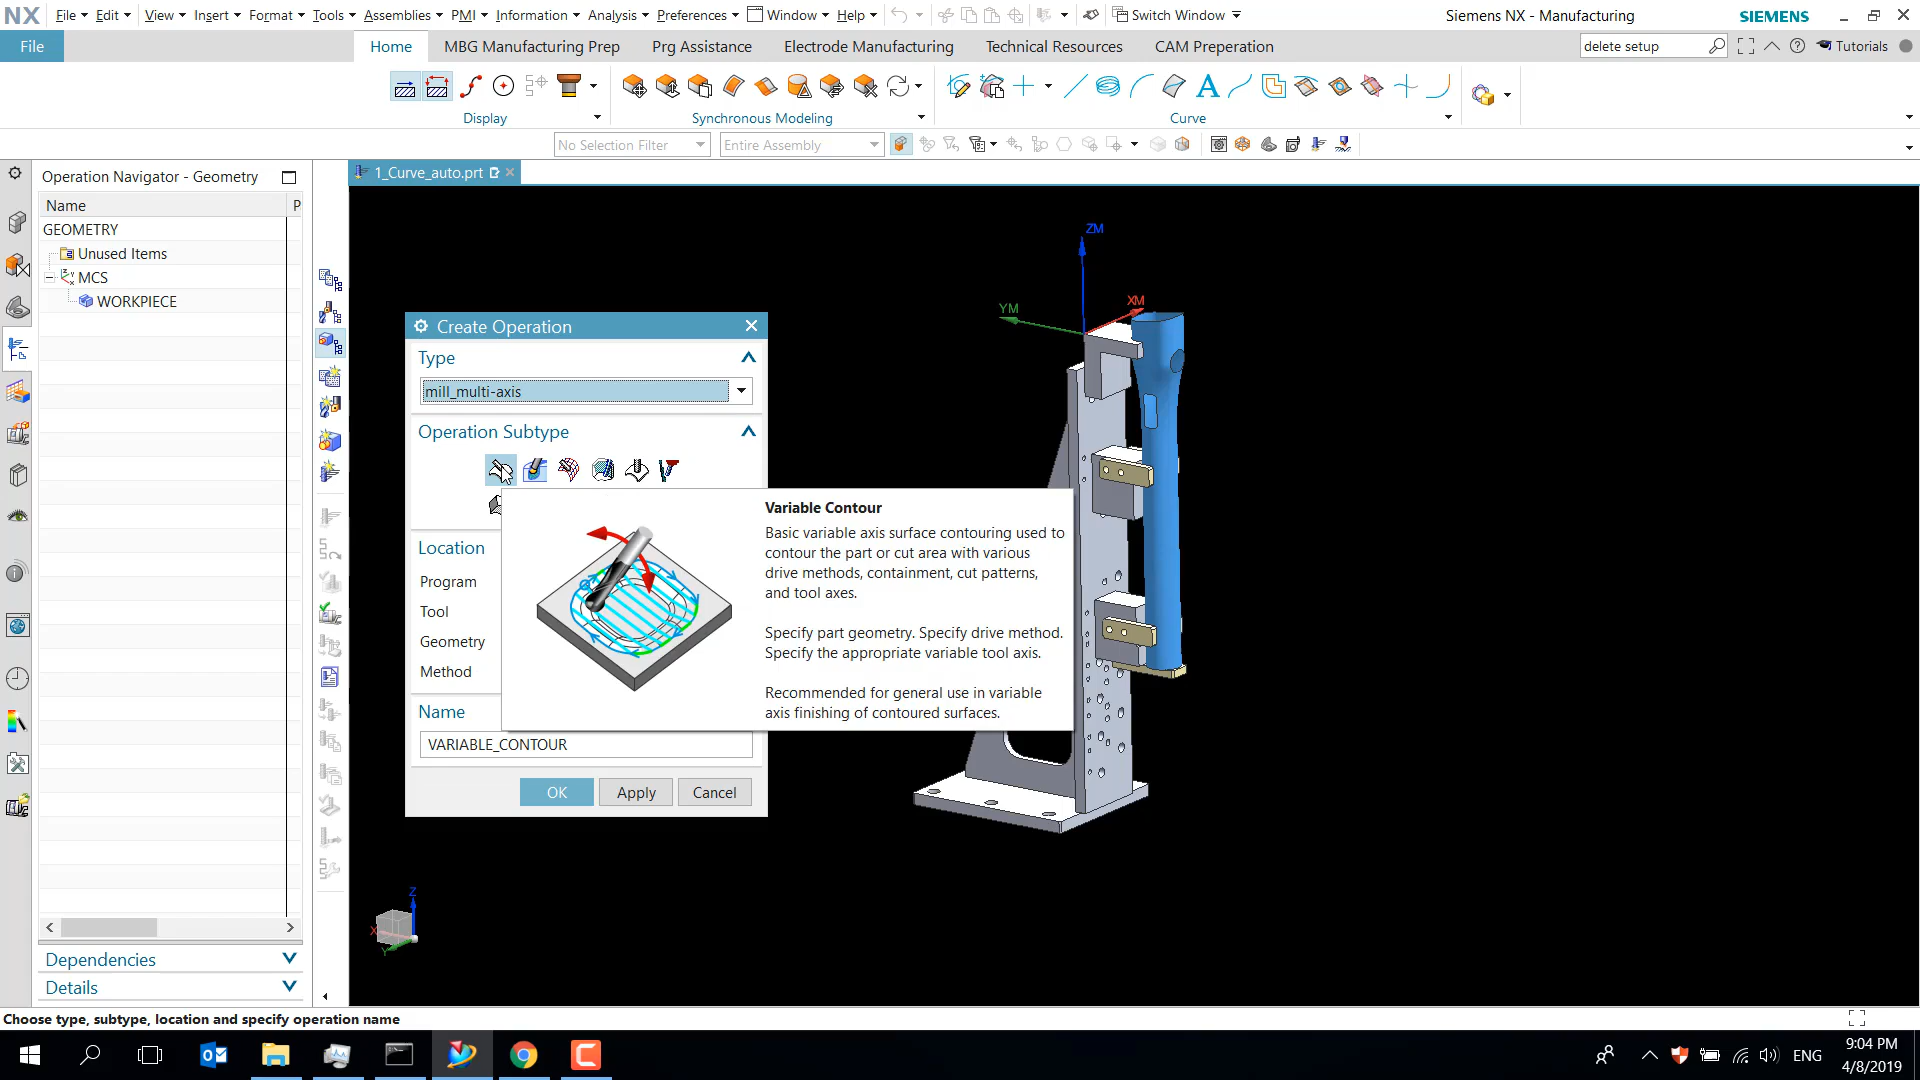 NX File Edit View Insert Format Tools Assemblies PMI Information Analysis Preferences Window Help Switch Window Siemens NX - Manufacturing SIEMENS
File Home MBG Manufacturing Prep Prg Assistance Electrode Manufacturing Technical Resources CAM Preperation delete setup Tutorials
Display Synchronous Modeling Curve
No Selection Filter Entire Assembly
Operation Navigator - Geometry
1_Curve_auto.prt
Name P
GEOMETRY
Unused Items
MCS
WORKPIECE
ZM
YM
XM
Create Operation
Type
mill_multi-axis
Operation Subtype
Variable Contour
Basic variable axis surface contouring used to
contour the part or cut area with various
drive methods, containment, cut patterns,
and tool axes.
Specify part geometry. Specify drive method.
Specify the appropriate variable tool axis.
Recommended for general use in variable
axis finishing of contoured surfaces.
Location
Program
Tool
Geometry
Method
Name
VARIABLE_CONTOUR
OK Apply Cancel
Z
X
Y
Dependencies
Details
Choose type, subtype, location and specify operation name
ENG
9:04 PM
4/8/2019